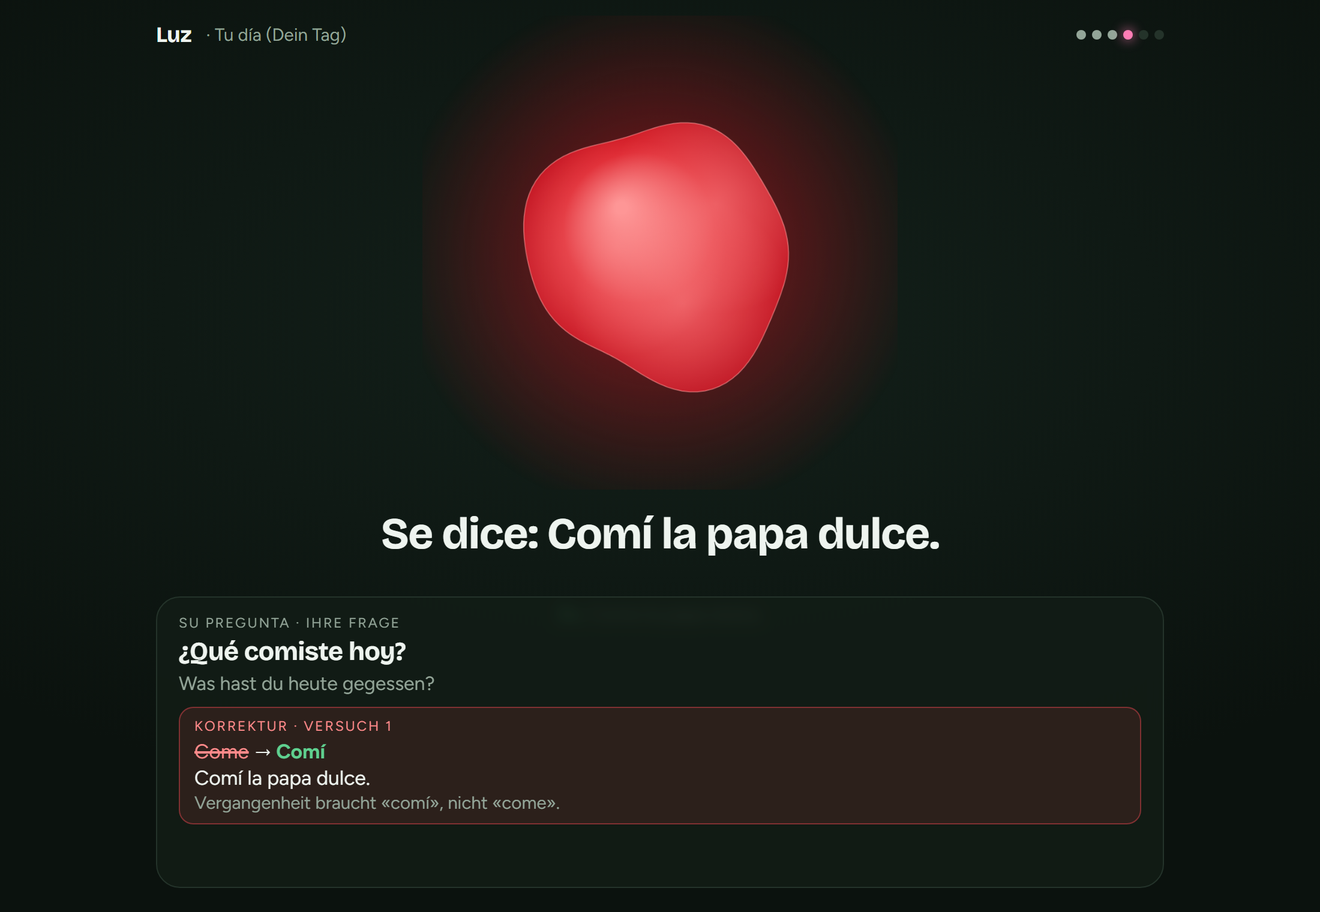 Luz · Tu día (Dein Tag)
Se dice: Comí la papa dulce.
SU PREGUNTA · IHRE FRAGE
¿Qué comiste hoy?
Was hast du heute gegessen?
KORREKTUR · VERSUCH 1
Come → Comí
Comí la papa dulce.
Vergangenheit braucht «comí», nicht «come».